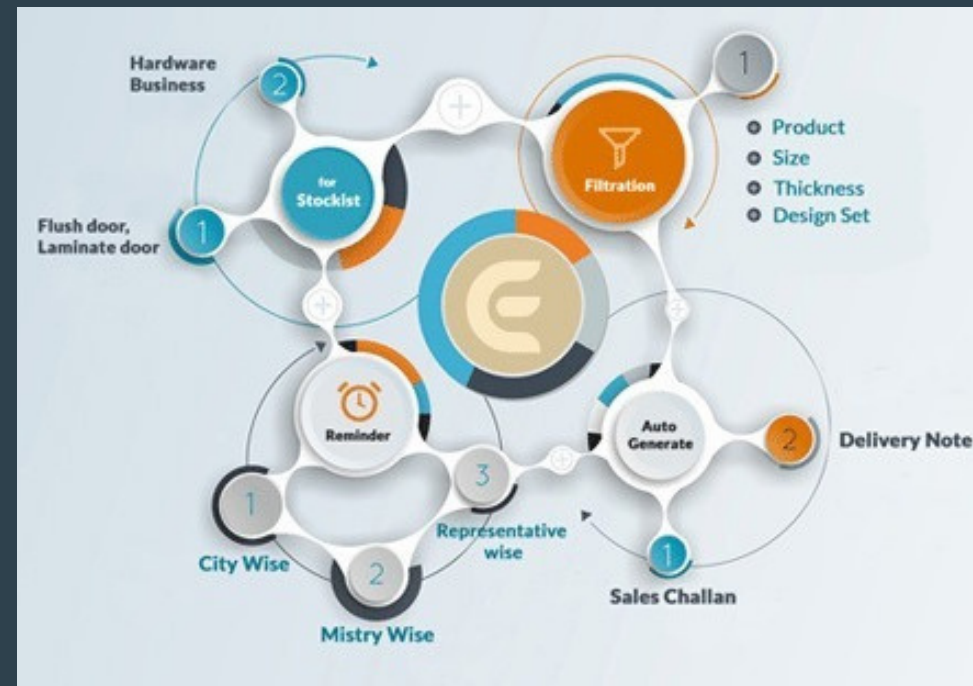 Hardware
Business
2
for
Stockist
Flush door,
Laminate door
1
Filtration
1
Product
Size
Thickness
Design Set
Reminder
1
City Wise
2
Mistry Wise
3
Representative
wise
Auto
Generate
2
Delivery Note
1
Sales Challan